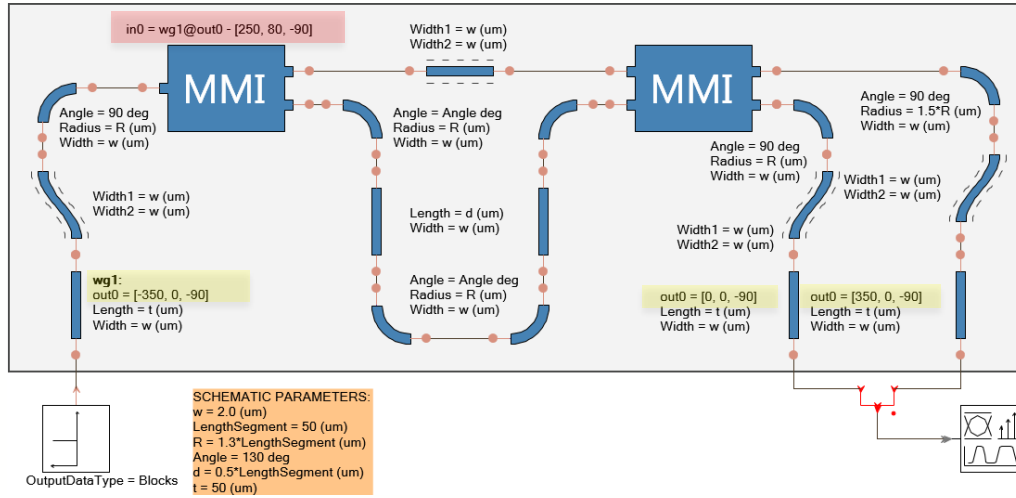 in0 = wg1@out0 - [250, 80, -90]
Width1 = w (um)
Width2 = w (um)
MMI
MMI
Angle = 90 deg
Radius = R (um)
Width = w (um)
Angle = Angle deg
Radius = R (um)
Width = w (um)
Angle = 90 deg
Radius = 1.5*R (um)
Width = w (um)
Angle = 90 deg
Radius = R (um)
Width = w (um)
Width1 = w (um)
Width2 = w (um)
Length = d (um)
Width = w (um)
Width1 = w (um)
Width2 = w (um)
Width1 = w (um)
Width2 = w (um)
wg1:
out0 = [-350, 0, -90]
Length = t (um)
Width = w (um)
Angle = Angle deg
Radius = R (um)
Width = w (um)
out0 = [0, 0, -90]
Length = t (um)
Width = w (um)
out0 = [350, 0, -90]
Length = t (um)
Width = w (um)
OutputDataType = Blocks
SCHEMATIC PARAMETERS:
w = 2.0 (um)
LengthSegment = 50 (um)
R = 1.3*LengthSegment (um)
Angle = 130 deg
d = 0.5*LengthSegment (um)
t = 50 (um)